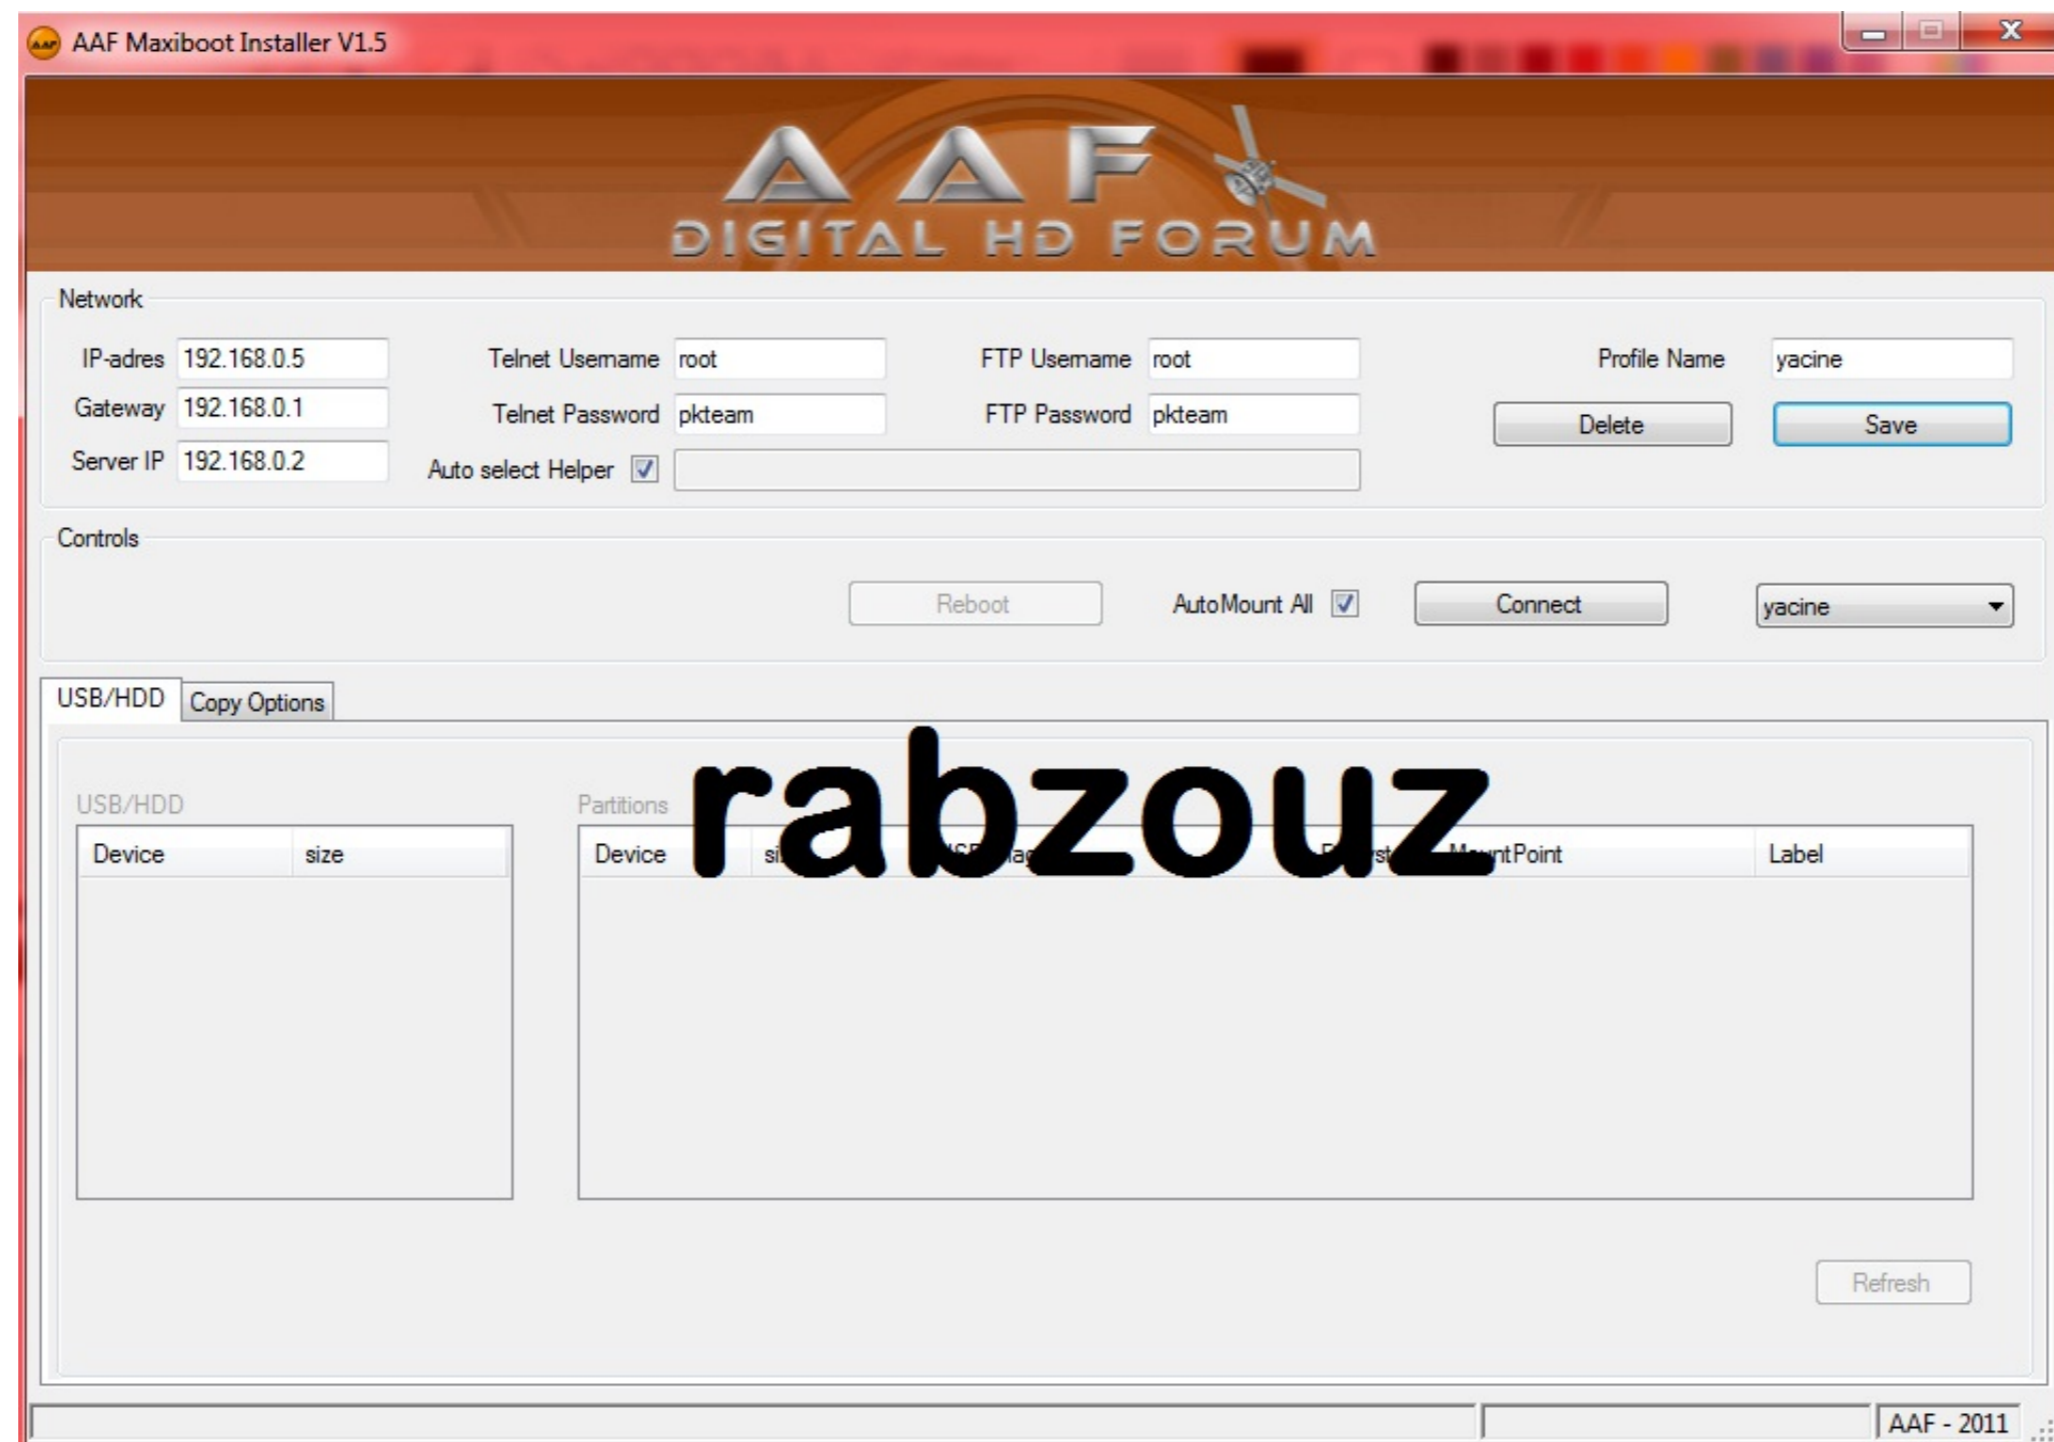 AAF Maxiboot Installer V1.5
AAF
DIGITAL HD FORUM
Network
IP-adres 192.168.0.5 Telnet Username root FTP Username root Profile Name yacine
Gateway 192.168.0.1 Telnet Password pkteam FTP Password pkteam Delete Save
Server IP 192.168.0.2 Auto select Helper
Controls
Reboot AutoMount All Connect yacine
USB/HDD Copy Options
rabzouz
USB/HDD Partitions
Device size Device MountPoint Label
Refresh
AAF - 2011